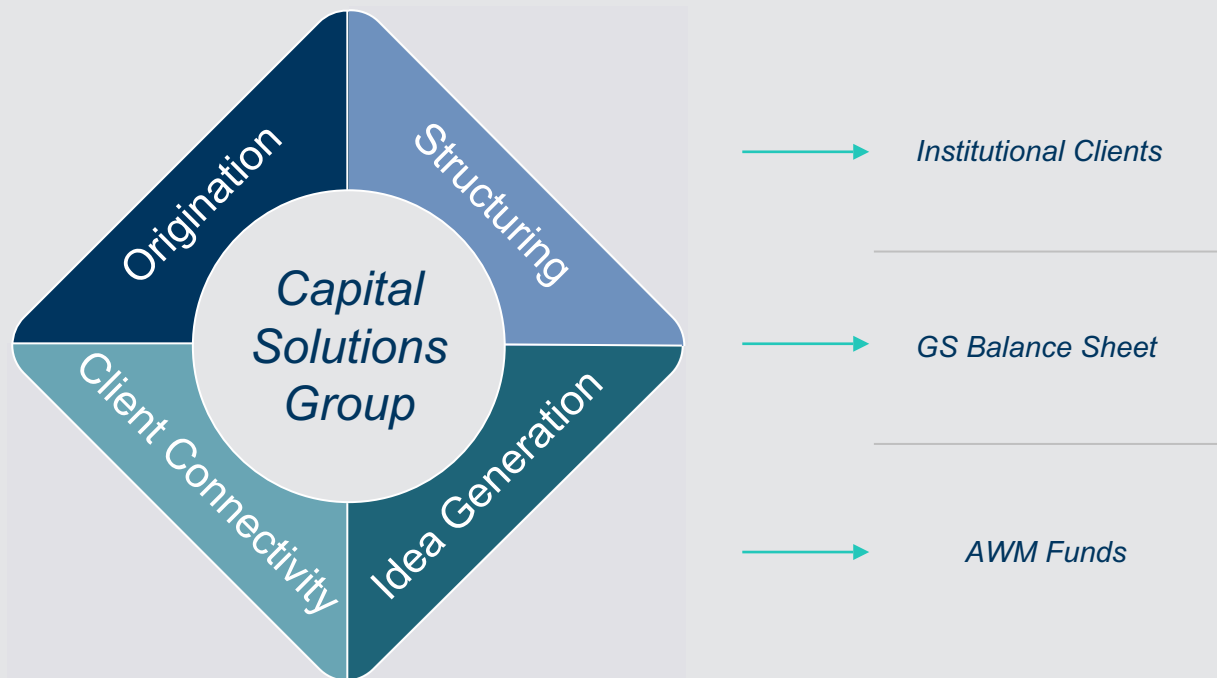 Origination
Structuring
Capital
Solutions
Group
Client Connectivity
Idea Generation
Institutional Clients
GS Balance Sheet
AWM Funds